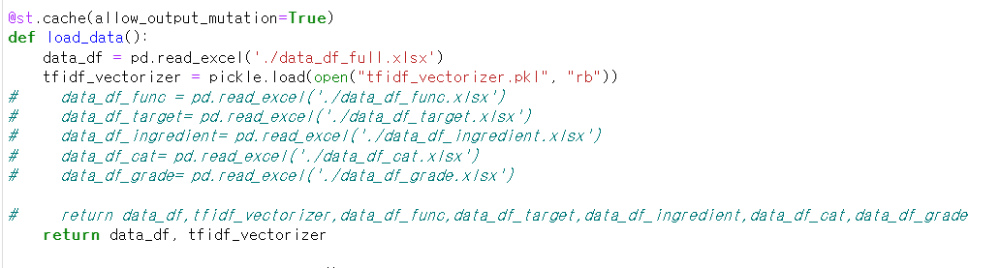 @st.cache(allow_output_mutation=True)
def load_data():
    data_df = pd.read_excel('./data_df_full.xlsx')
    tfidf_vectorizer = pickle.load(open("tfidf_vectorizer.pkl", "rb"))
#     data_df_func = pd.read_excel('./data_df_func.xlsx')
#     data_df_target= pd.read_excel('./data_df_target.xlsx')
#     data_df_ingredient= pd.read_excel('./data_df_ingredient.xlsx')
#     data_df_cat= pd.read_excel('./data_df_cat.xlsx')
#     data_df_grade= pd.read_excel('./data_df_grade.xlsx')
#     return data_df,tfidf_vectorizer,data_df_func,data_df_target,data_df_ingredient,data_df_cat,data_df_grade
    return data_df, tfidf_vectorizer